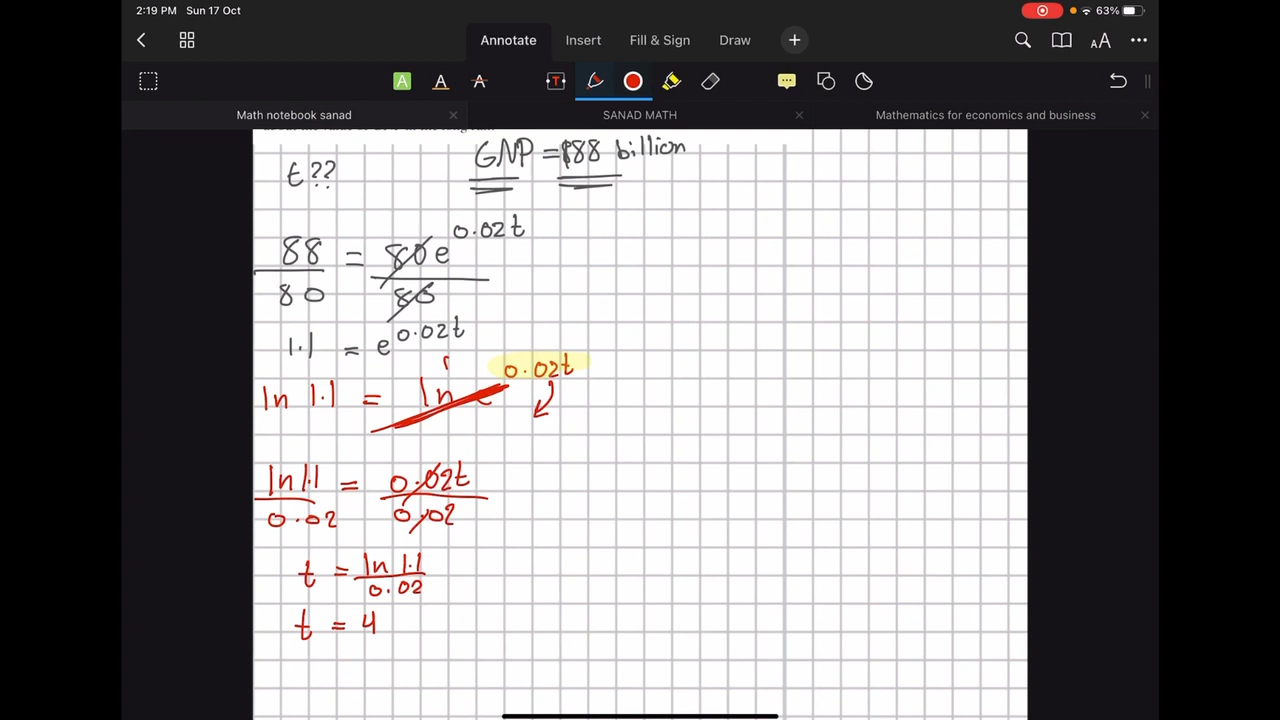 2:19 PM Sun 17 Oct 63%
Annotate Insert Fill & Sign Draw
Math notebook sanad SANAD MATH Mathematics for economics and business
GNP = $88 billion
t ??
88 = 80e^0.02t
80 80
1.1 = e^0.02t
ln 1.1 = ln e^0.02t
ln 1.1 = 0.02t
0.02 0.02
t = ln 1.1
0.02
t = 4